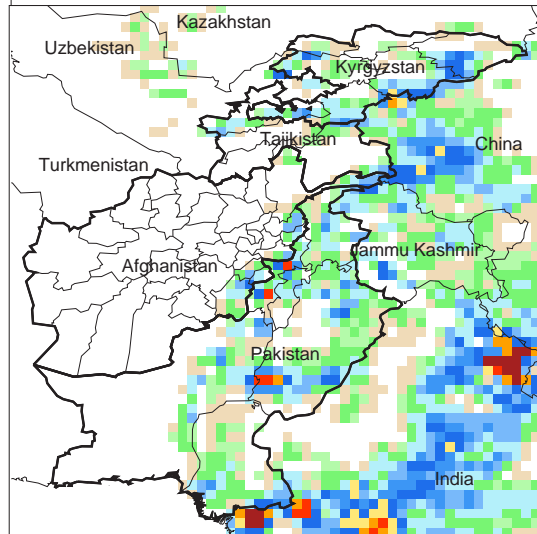 Kazakhstan
Uzbekistan
Kyrgyzstan
China
Tajikistan
Turkmenistan
Jammu Kashmir
Afghanistan
Pakistan
India